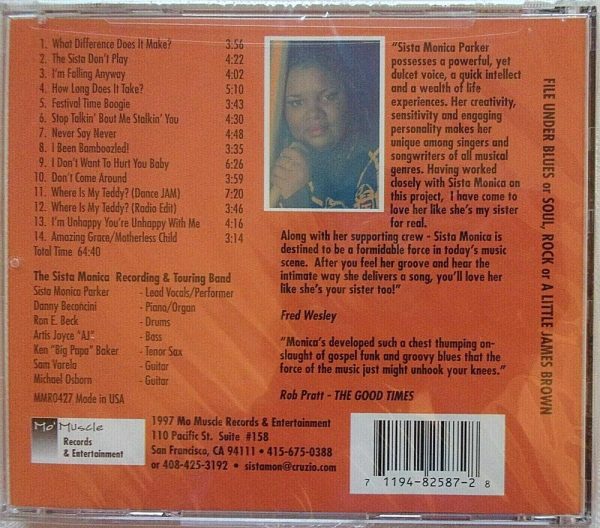 1. What Difference Does It Make? 3:56
2. The Sista Don't Play 4:22
3. I'm Falling Anyway 4:02
4. How Long Does It Take? 5:10
5. Festival Time Boogie 3:43
6. Stop Talkin' Bout Me Stalkin' You 4:30
7. Never Say Never 4:48
8. I Been Bamboozled! 3:35
9. I Don't Want To Hurt You Baby 6:26
10. Don't Come Around 3:59
11. Where Is My Teddy? (Dance JAM) 7:20
12. Where Is My Teddy? (Radio Edit) 3:46
13. I'm Unhappy You're Unhappy With Me 4:05
14. Amazing Grace/Motherless Child 3:14
Total Time 64:40
The Sista Monica Recording & Touring Band
Sista Monica Parker - Lead Vocals/Performer
Danny Beconcini - Piano/Organ
Ron E. Beck - Drums
Artis Joyce "AJ" - Bass
Ken "Big Papa" Baker - Tenor Sax
Sam Varela - Guitar
Michael Osborn - Guitar
MMR0427 Made in USA
Mo' Muscle
Records
& Entertainment
"Sista Monica Parker
possesses a powerful, yet
dulcet voice, a quick intellect
and a wealth of life
experiences. Her creativity,
sensitivity and engaging
personality makes her
unique among singers and
songwriters of all musical
genres. Having worked
closely with Sista Monica on
this project, I have come to
love her like she's my sister
for real.
Along with her supporting crew - Sista Monica is
destined to be a formidable force in today's music
scene. After you feel her groove and hear the
intimate way she delivers a song, you'll love her
like she's your sister too!"
Fred Wesley
"Monica's developed such a chest thumping on-
slaught of gospel funk and groovy blues that the
force of the music just might unhook your knees."
Rob Pratt - THE GOOD TIMES
1997 Mo Muscle Records & Entertainment
110 Pacific St. Suite #158
San Francisco, CA 94111 • 415-675-0388
or 408-425-3192 • sistamon@cruzio.com
7 1194-82587-2 8
FILE UNDER BLUES or SOUL, ROCK or A LITTLE JAMES BROWN